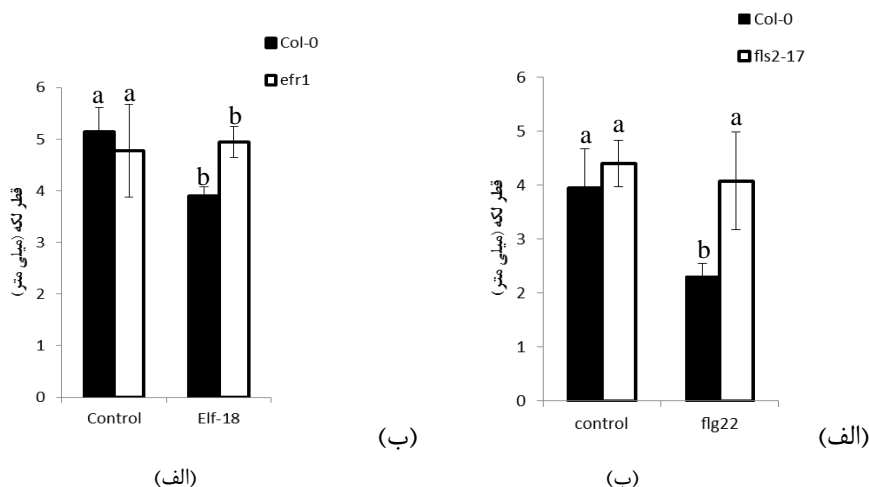 Col-0
efr1
قطر لکه (میلی متر)
6
5
4
3
2
1
0
a
a
b
b
Control
Elf-18
(ب)
(الف)
Col-0
fls2-17
قطر لکه (میلی متر)
6
5
4
3
2
1
0
a
a
b
a
control
flg22
(الف)
(ب)